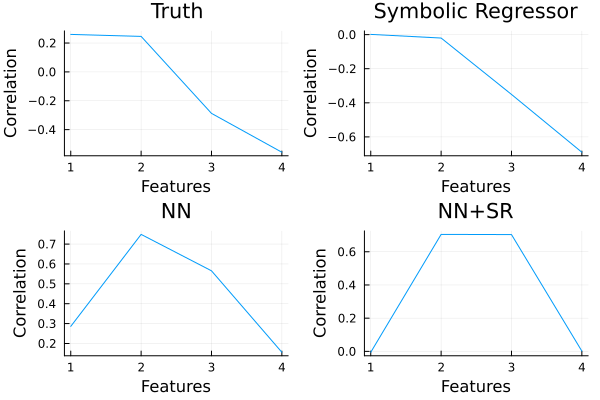 Truth
Correlation
0.2
0.0
−0.2
−0.4
1 2 3 4
Features
Symbolic Regressor
Correlation
0.0
−0.2
−0.4
−0.6
1 2 3 4
Features
NN
Correlation
0.7
0.6
0.5
0.4
0.3
0.2
1 2 3 4
Features
NN+SR
Correlation
0.6
0.4
0.2
0.0
1 2 3 4
Features